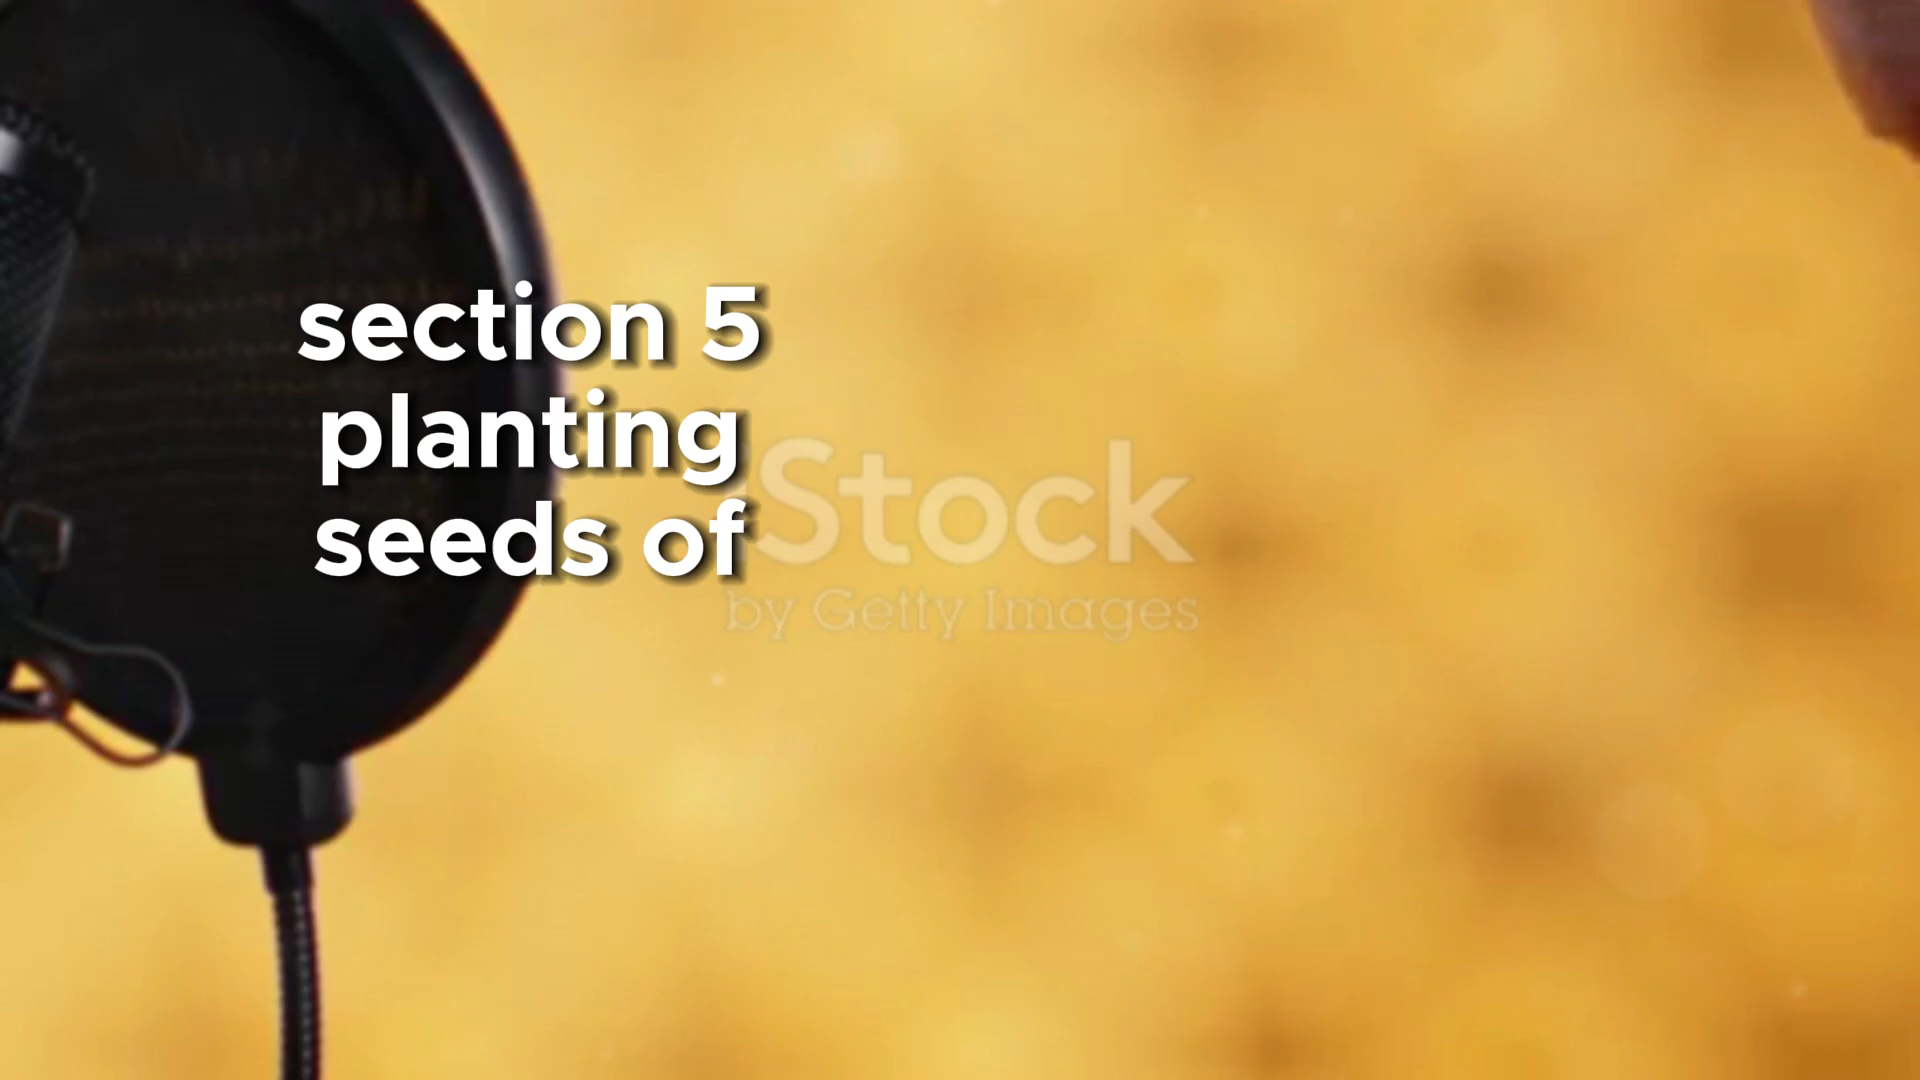 section 5
planting
seeds of
iStock
by Getty Images